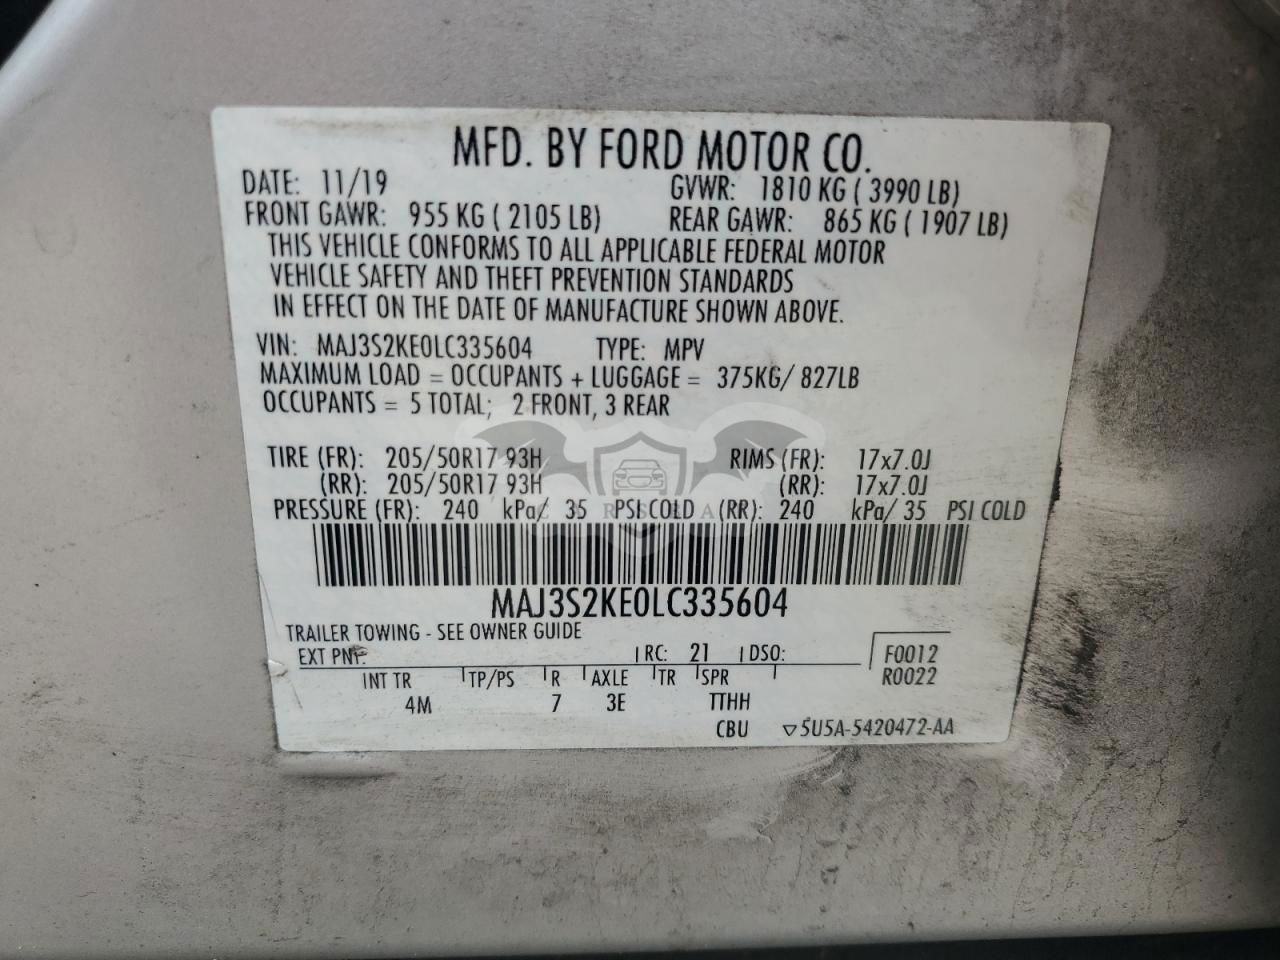 MFD. BY FORD MOTOR CO.
DATE: 11/19 GVWR: 1810 KG ( 3990 LB)
FRONT GAWR: 955 KG ( 2105 LB) REAR GAWR: 865 KG ( 1907 LB)
THIS VEHICLE CONFORMS TO ALL APPLICABLE FEDERAL MOTOR
VEHICLE SAFETY AND THEFT PREVENTION STANDARDS
IN EFFECT ON THE DATE OF MANUFACTURE SHOWN ABOVE.
VIN: MAJ3S2KE0LC335604 TYPE: MPV
MAXIMUM LOAD = OCCUPANTS + LUGGAGE = 375KG/ 827LB
OCCUPANTS = 5 TOTAL; 2 FRONT, 3 REAR
TIRE (FR): 205/50R17 93H RIMS (FR): 17x7.0J
(RR): 205/50R17 93H (RR): 17x7.0J
PRESSURE (FR): 240 kPa/ 35 PSI COLD (RR): 240 kPa/ 35 PSI COLD
MAJ3S2KE0LC335604
TRAILER TOWING - SEE OWNER GUIDE
EXT PNT: RC: 21 DSO: F0012
R0022
INT TR TP/PS R AXLE TR SPR
4M 7 3E TTHH
CBU ▽5U5A-5420472-AA